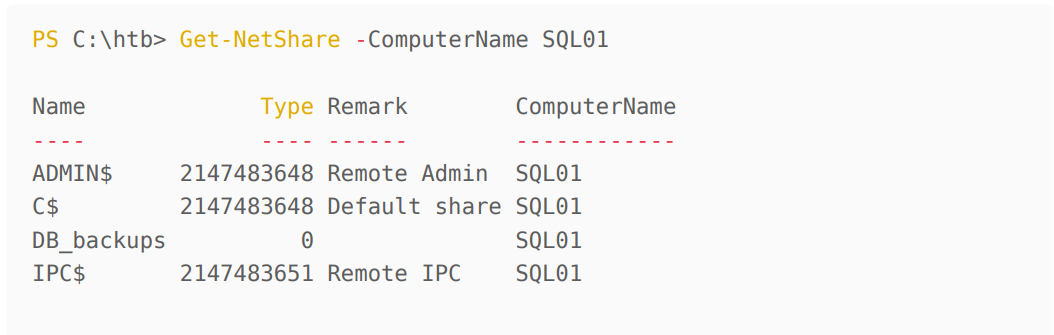 PS C:\htb> Get-NetShare -ComputerName SQL01
Name Type Remark ComputerName
---- ---- ------ ------------
ADMIN$ 2147483648 Remote Admin SQL01
C$ 2147483648 Default share SQL01
DB_backups 0 SQL01
IPC$ 2147483651 Remote IPC SQL01